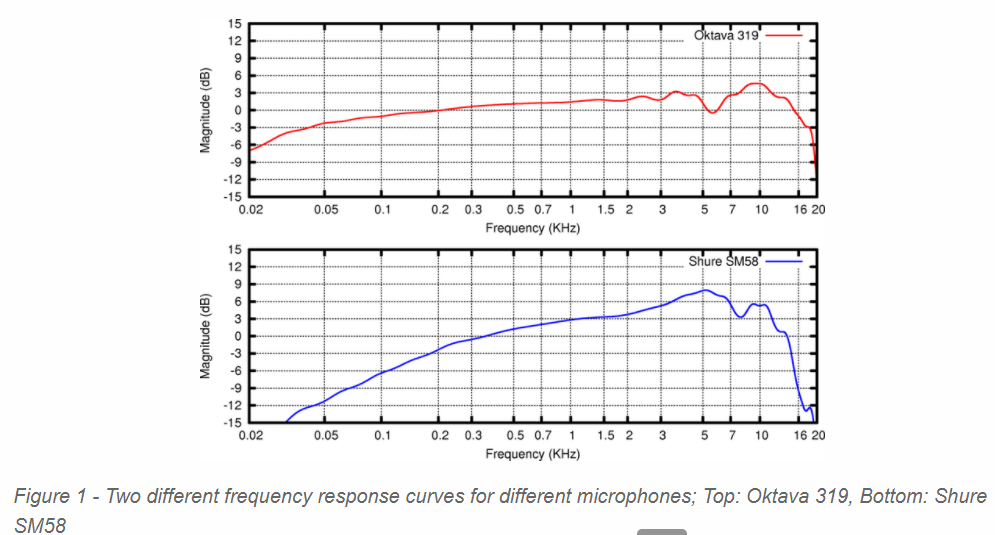 15
12
9
6
3
0
-3
-6
-9
-12
-15
Magnitude (dB)
Oktava 319
0.02 0.05 0.1 0.2 0.3 0.5 0.7 1 1.5 2 3 5 7 10 16 20
Frequency (KHz)
15
12
9
6
3
0
-3
-6
-9
-12
-15
Magnitude (dB)
Shure SM58
0.02 0.05 0.1 0.2 0.3 0.5 0.7 1 1.5 2 3 5 7 10 16 20
Frequency (KHz)
Figure 1 - Two different frequency response curves for different microphones; Top: Oktava 319, Bottom: Shure
SM58